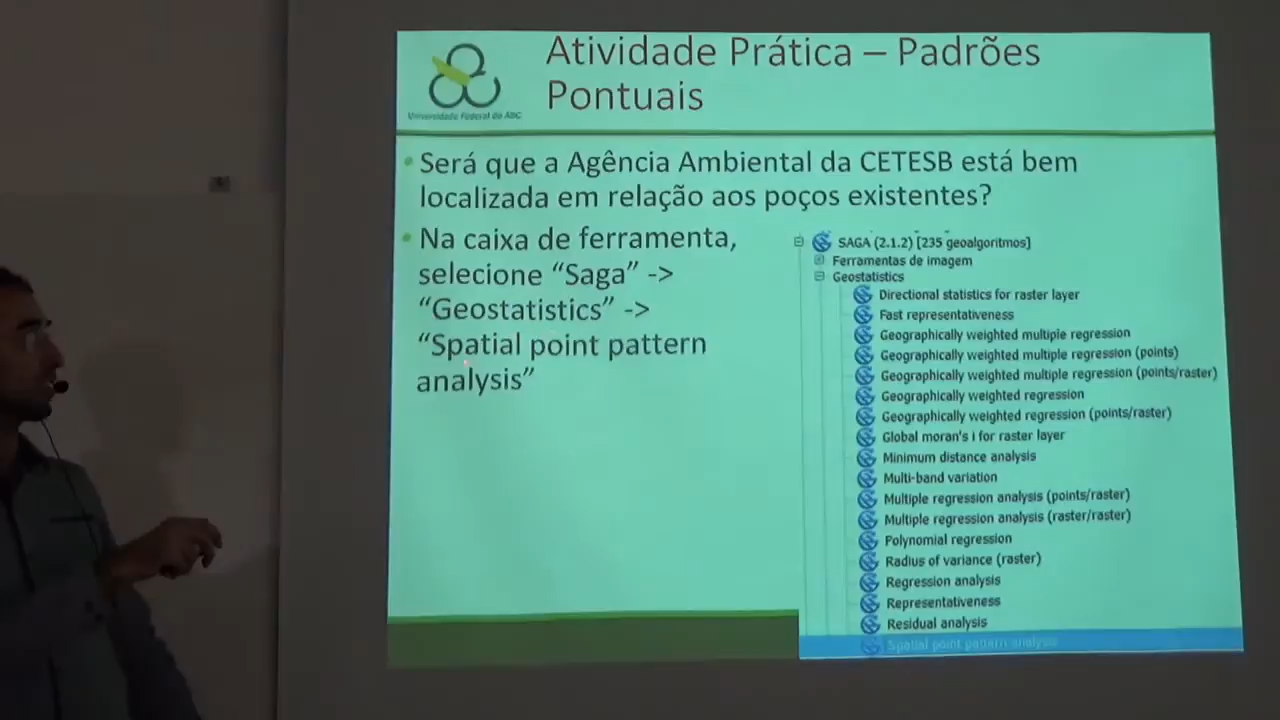 Atividade Prática – Padrões
Pontuais
Universidade Federal do ABC
• Será que a Agência Ambiental da CETESB está bem
localizada em relação aos poços existentes?
• Na caixa de ferramenta,
selecione “Saga” ->
“Geostatistics” ->
“Spatial point pattern
analysis”
SAGA (2.1.2) [235 geoalgoritmos]
Ferramentas de imagem
Geostatistics
Directional statistics for raster layer
Fast representativeness
Geographically weighted multiple regression
Geographically weighted multiple regression (points)
Geographically weighted multiple regression (points/raster)
Geographically weighted regression
Geographically weighted regression (points/raster)
Global moran's i for raster layer
Minimum distance analysis
Multi-band variation
Multiple regression analysis (points/raster)
Multiple regression analysis (raster/raster)
Polynomial regression
Radius of variance (raster)
Regression analysis
Representativeness
Residual analysis
Spatial point pattern analysis